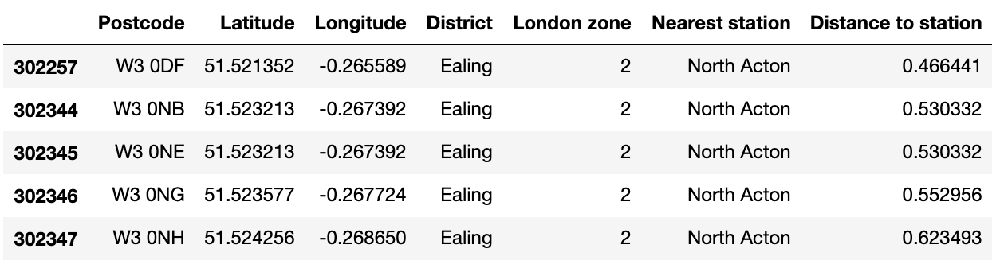 Postcode Latitude Longitude District London zone Nearest station Distance to station
302257 W3 0DF 51.521352 -0.265589 Ealing 2 North Acton 0.466441
302344 W3 0NB 51.523213 -0.267392 Ealing 2 North Acton 0.530332
302345 W3 0NE 51.523213 -0.267392 Ealing 2 North Acton 0.530332
302346 W3 0NG 51.523577 -0.267724 Ealing 2 North Acton 0.552956
302347 W3 0NH 51.524256 -0.268650 Ealing 2 North Acton 0.623493